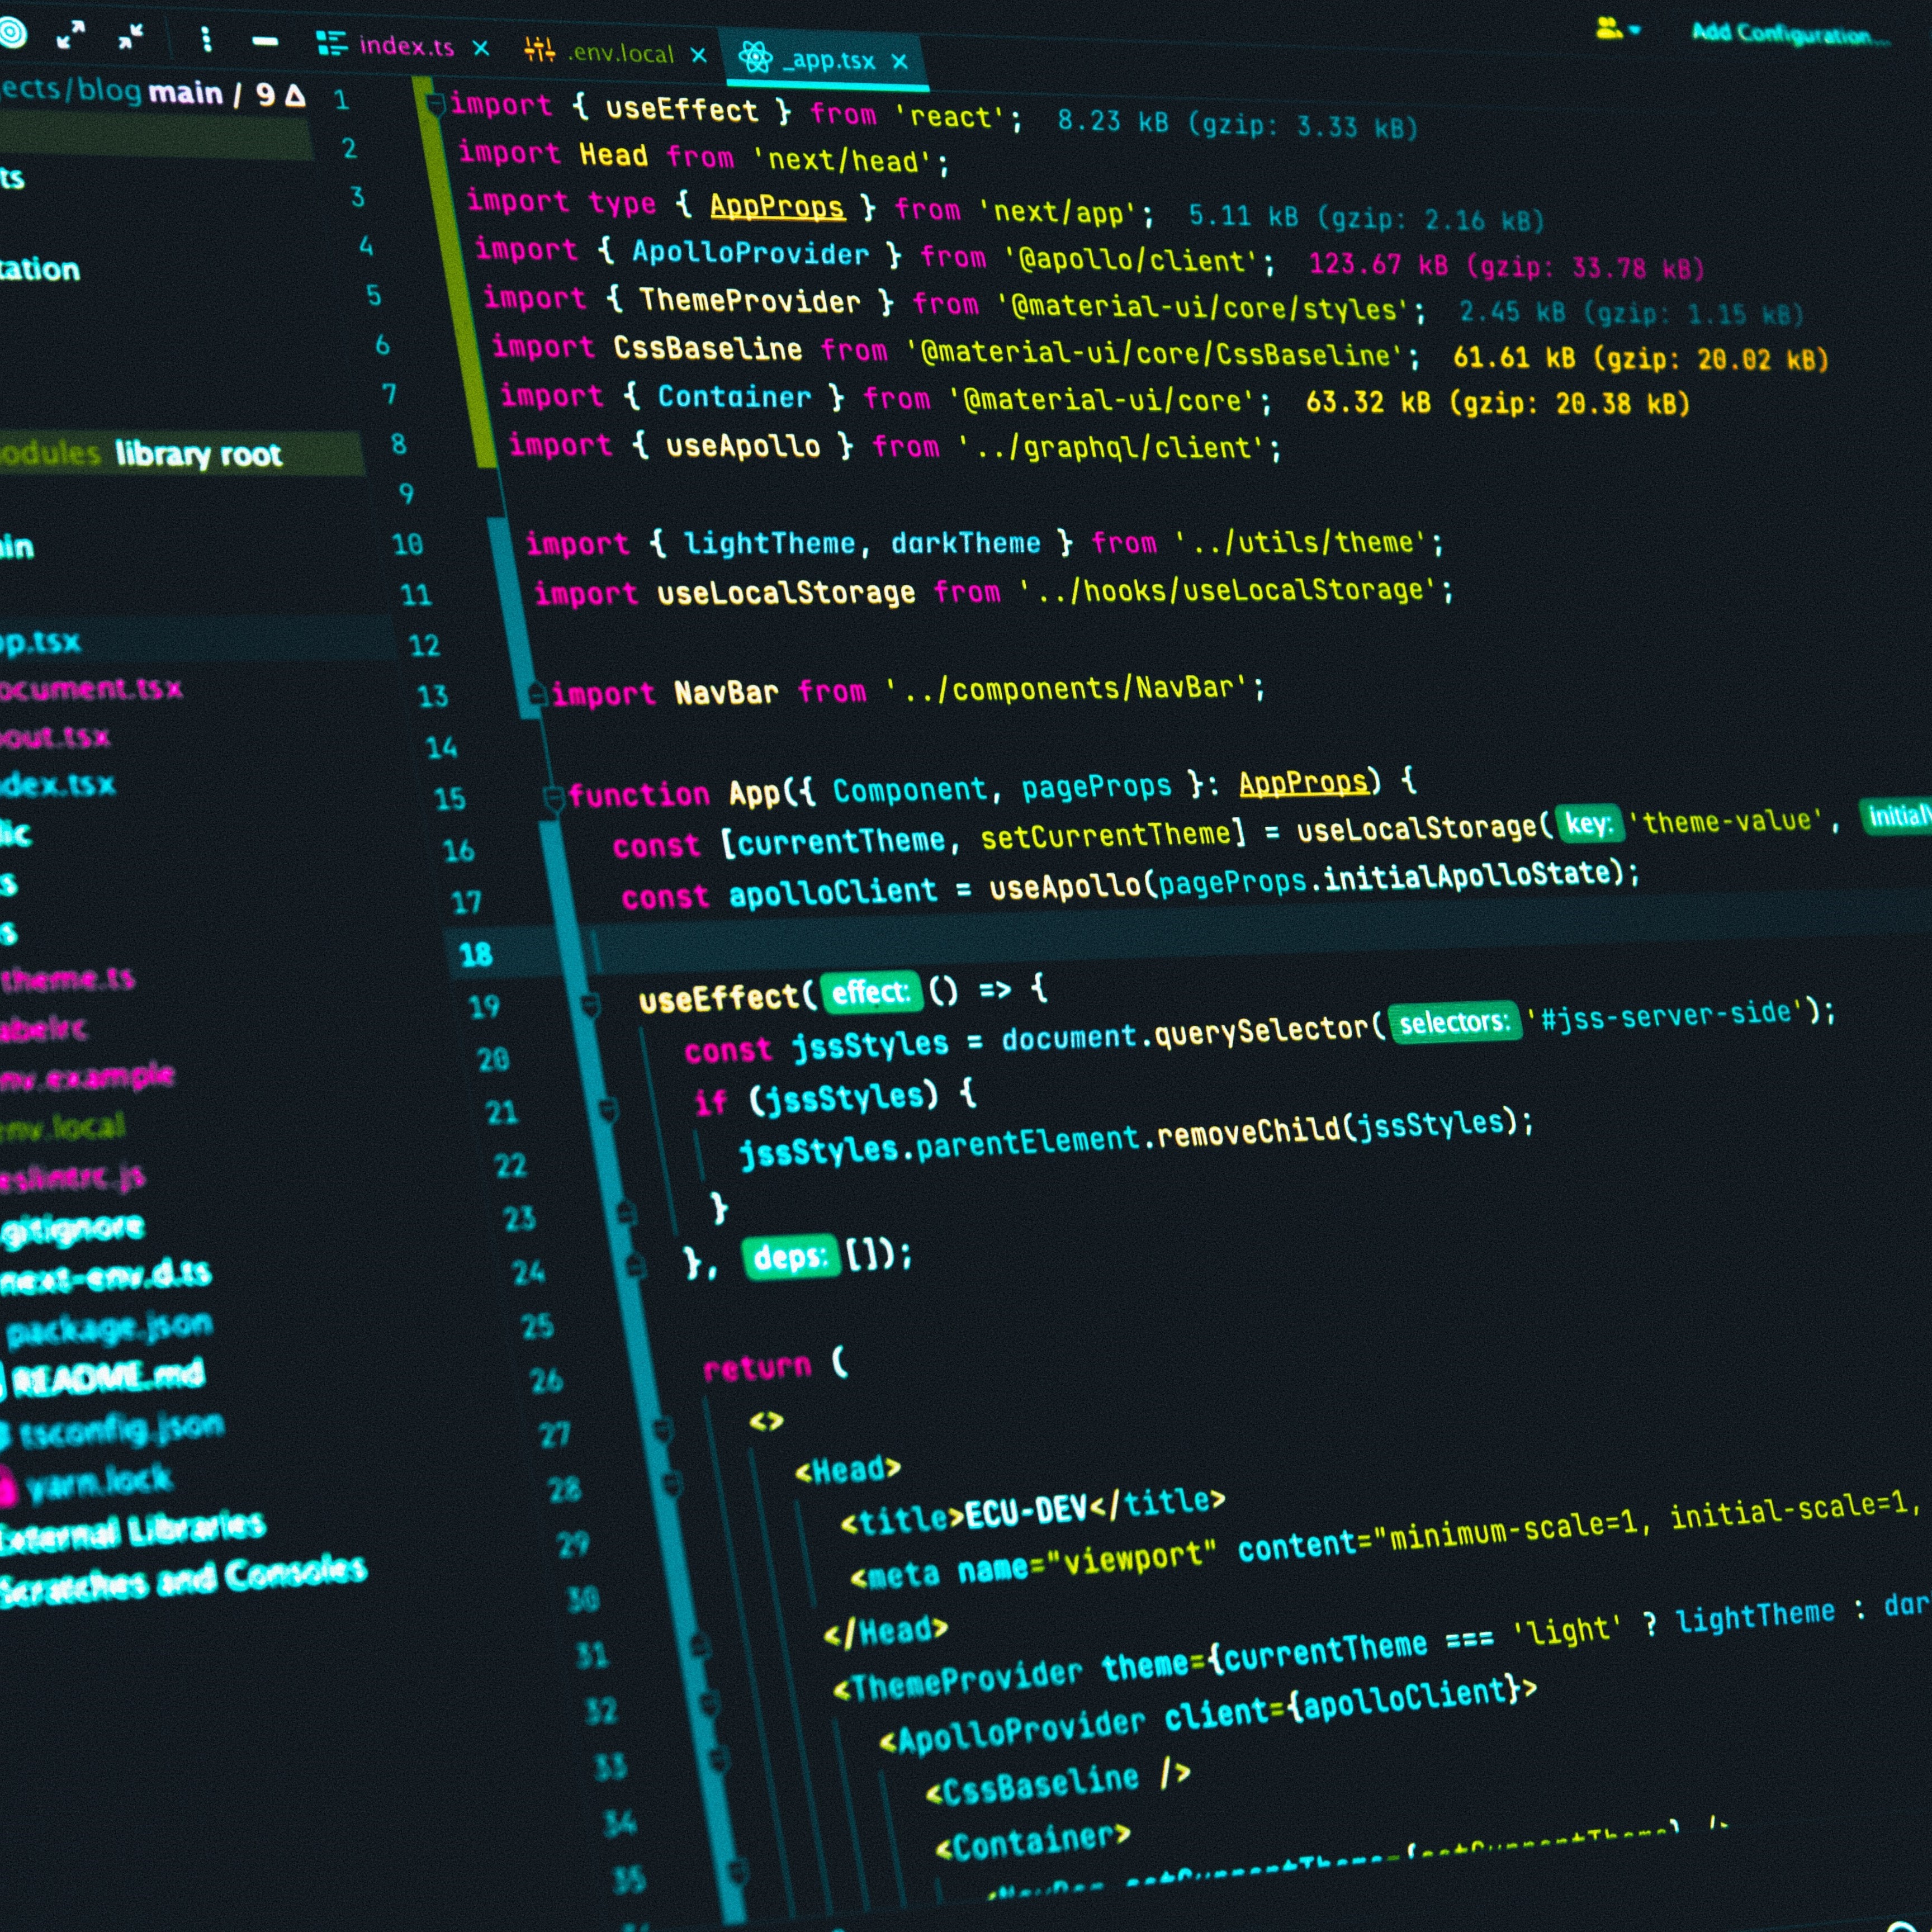 index.ts × .env.local × _app.tsx × Add Configuration...
ects/blog main / 9
library root
ts
tation
odules
in
pp.tsx
ocument.tsx
out.tsx
dex.tsx
lic
s
s
theme.ts
abelrc
nv.example
env.local
eslintrc.js
.gitignore
next-env.d.ts
package.json
README.md
tsconfig.json
yarn.lock
External Libraries
Scratches and Consoles
1 import { useEffect } from 'react'; 8.23 kB (gzip: 3.33 kB)
2 import Head from 'next/head';
3 import type { AppProps } from 'next/app'; 5.11 kB (gzip: 2.16 kB)
4 import { ApolloProvider } from '@apollo/client'; 123.67 kB (gzip: 33.78 kB)
5 import { ThemeProvider } from '@material-ui/core/styles'; 2.45 kB (gzip: 1.15 kB)
6 import CssBaseline from '@material-ui/core/CssBaseline'; 61.61 kB (gzip: 20.02 kB)
7 import { Container } from '@material-ui/core'; 63.32 kB (gzip: 20.38 kB)
8 import { useApollo } from '../graphql/client';
9
10 import { lightTheme, darkTheme } from '../utils/theme';
11 import useLocalStorage from '../hooks/useLocalStorage';
12
13 import NavBar from '../components/NavBar';
14
15 function App({ Component, pageProps }: AppProps) {
16 const [currentTheme, setCurrentTheme] = useLocalStorage( key: 'theme-value', initialV
17 const apolloClient = useApollo(pageProps.initialApolloState);
18
19 useEffect( effect: () => {
20 const jssStyles = document.querySelector( selectors: '#jss-server-side');
21 if (jssStyles) {
22 jssStyles.parentElement.removeChild(jssStyles);
23 }
24 }, deps: []);
25
26 return (
27 <>
28 <Head>
29 <title>ECU-DEV</title>
30 <meta name="viewport" content="minimum-scale=1, initial-scale=1,
31 </Head>
32 <ThemeProvider theme={currentTheme === 'light' ? lightTheme : dar
33 <ApolloProvider client={apolloClient}>
34 <CssBaseline />
35 <Container>